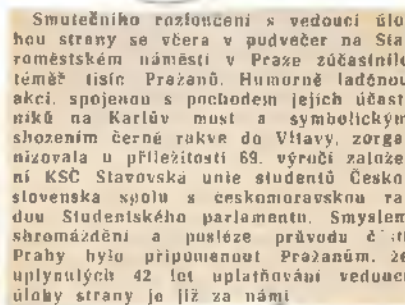 Smutečního rozloučení s vedoucí úlo
hou strany se včera v podvečer na Sta
roměstském náměstí v Praze zúčastnilo
téměř tisíc Pražanů. Humorně laděnou
akci, spojenou s pochodem jejích účast
níků na Karlův most a symbolickým
shozením černé rakve do Vltavy, zorga
nizovala u příležitosti 69. výročí založe
ní KSČ Stavovská unie studentů Česko
slovenska spolu s českomoravskou ra
dou Studentského parlamentu. Smyslem
shromáždění a posléze průvodu
Prahy bylo připomenout Pražanům, že
uplynulých 42 let uplatňování vedoucí
úlohy strany je již za námi